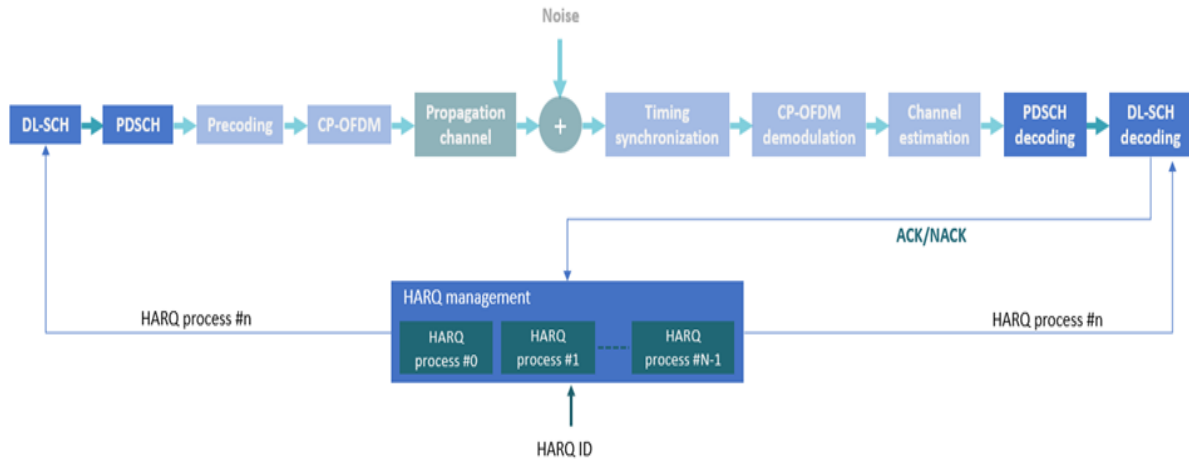 Noise
DL-SCH
PDSCH
Precoding
CP-OFDM
Propagation
channel
+
Timing
synchronization
CP-OFDM
demodulation
Channel
estimation
PDSCH
decoding
DL-SCH
decoding
ACK/NACK
HARQ management
HARQ process #n
HARQ process #n
HARQ
process #0
HARQ
process #1
HARQ
process #N-1
HARQ ID